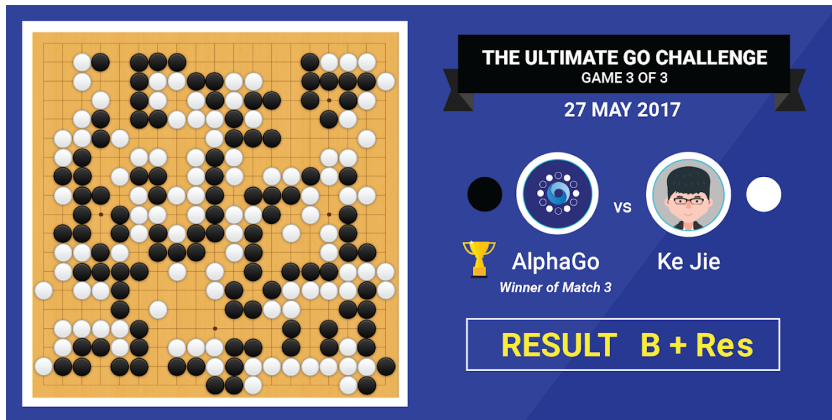 THE ULTIMATE GO CHALLENGE
GAME 3 OF 3
27 MAY 2017
VS
AlphaGo
Ke Jie
Winner of Match 3
RESULT B + Res